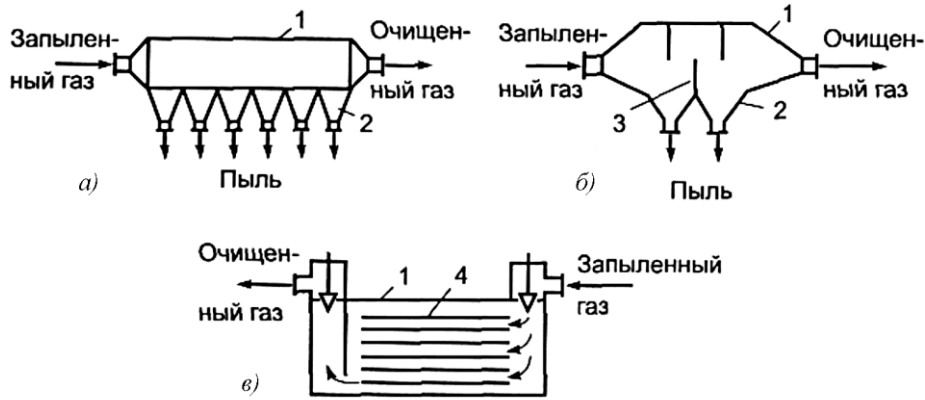 Запылен-
ный газ
1
Очищен-
ный газ
2
а)
Пыль
Запылен-
ный газ
1
Очищен-
ный газ
3
2
б)
Пыль
Очищен-
ный газ
1
4
Запыленный
газ
в)